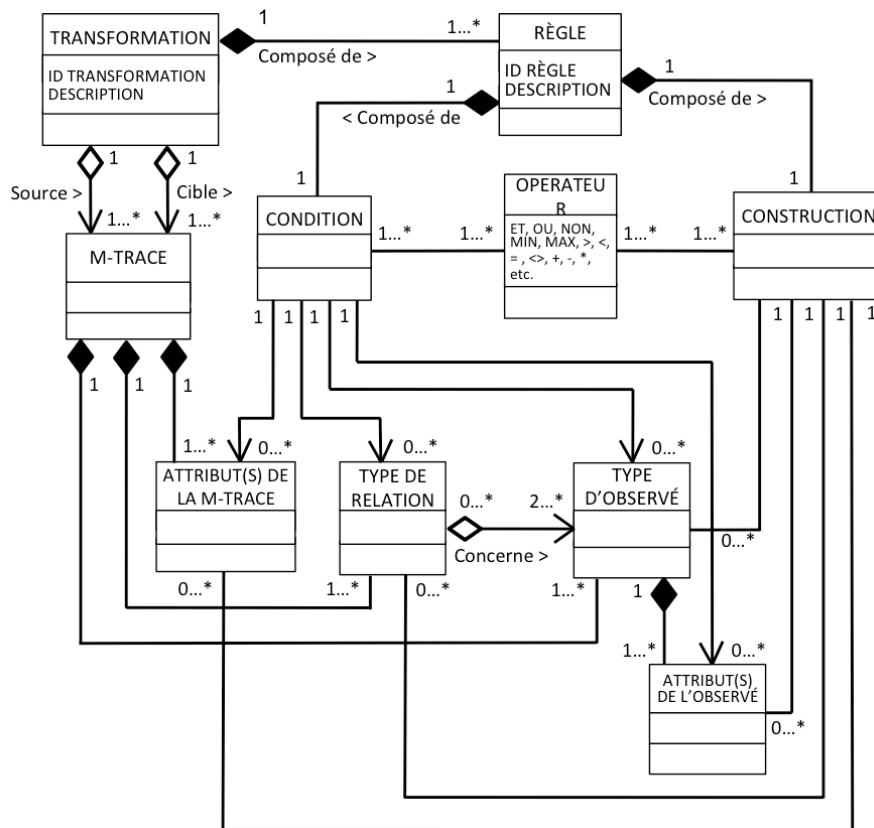 1
1...*
TRANSFORMATION
RÈGLE
Composé de >
ID TRANSFORMATION
DESCRIPTION
ID RÈGLE
DESCRIPTION
1
1
Composé de >
< Composé de
1
1
Source >
Cible >
1
1
OPERATEU
R
1...*
1...*
CONDITION
CONSTRUCTION
ET, OU, NON,
MIN, MAX, >, <,
= , <>, +, -, *,
etc.
1...*
1...*
1...*
1...*
M-TRACE
1
1
1
1
1
1
1
1
1
1
1
1...*
0...*
0...*
0...*
ATTRIBUT(S) DE
LA M-TRACE
TYPE DE
RELATION
TYPE
D’OBSERVÉ
0...*
2...*
Concerne >
0...*
0...*
1...*
0...*
1...*
1
1...*
0...*
ATTRIBUT(S)
DE L’OBSERVÉ
0...*